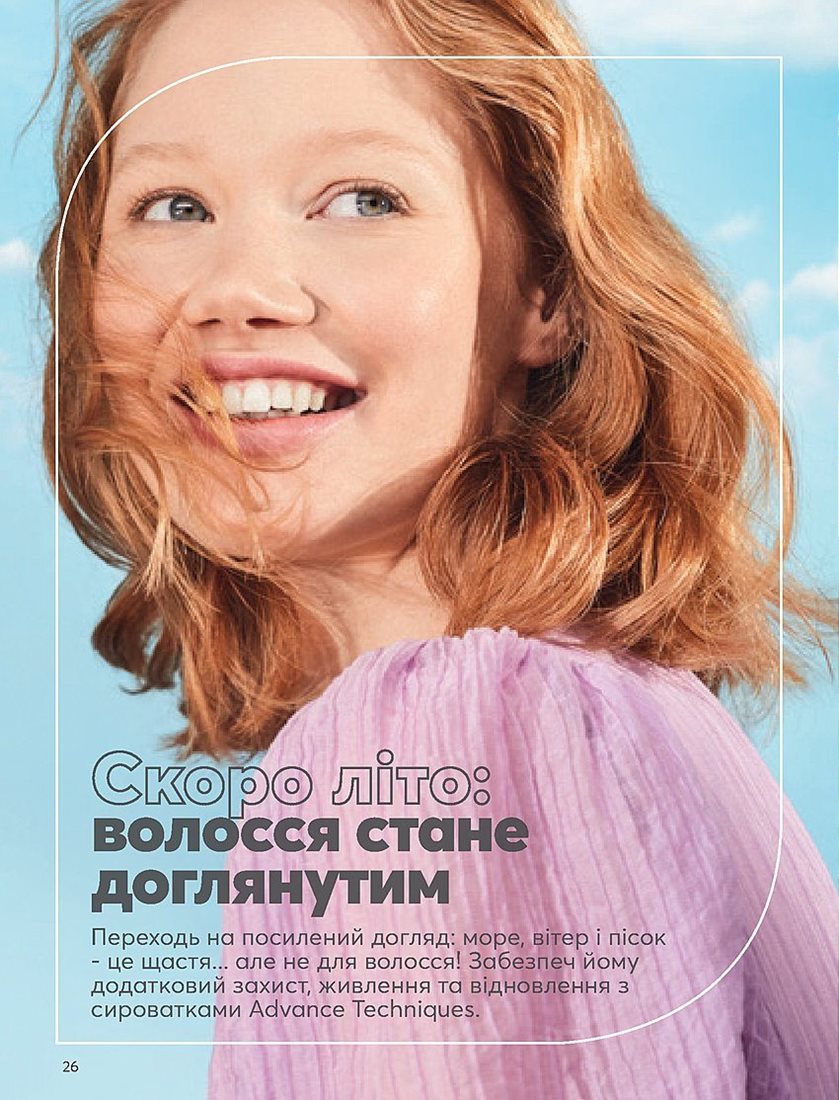 Скоро літо:
волосся стане
доглянутим
Переходь на посилений догляд: море, вітер і пісок
- це щастя... але не для волосся! Забезпеч йому
додатковий захист, живлення та відновлення з
сироватками Advance Techniques.
26